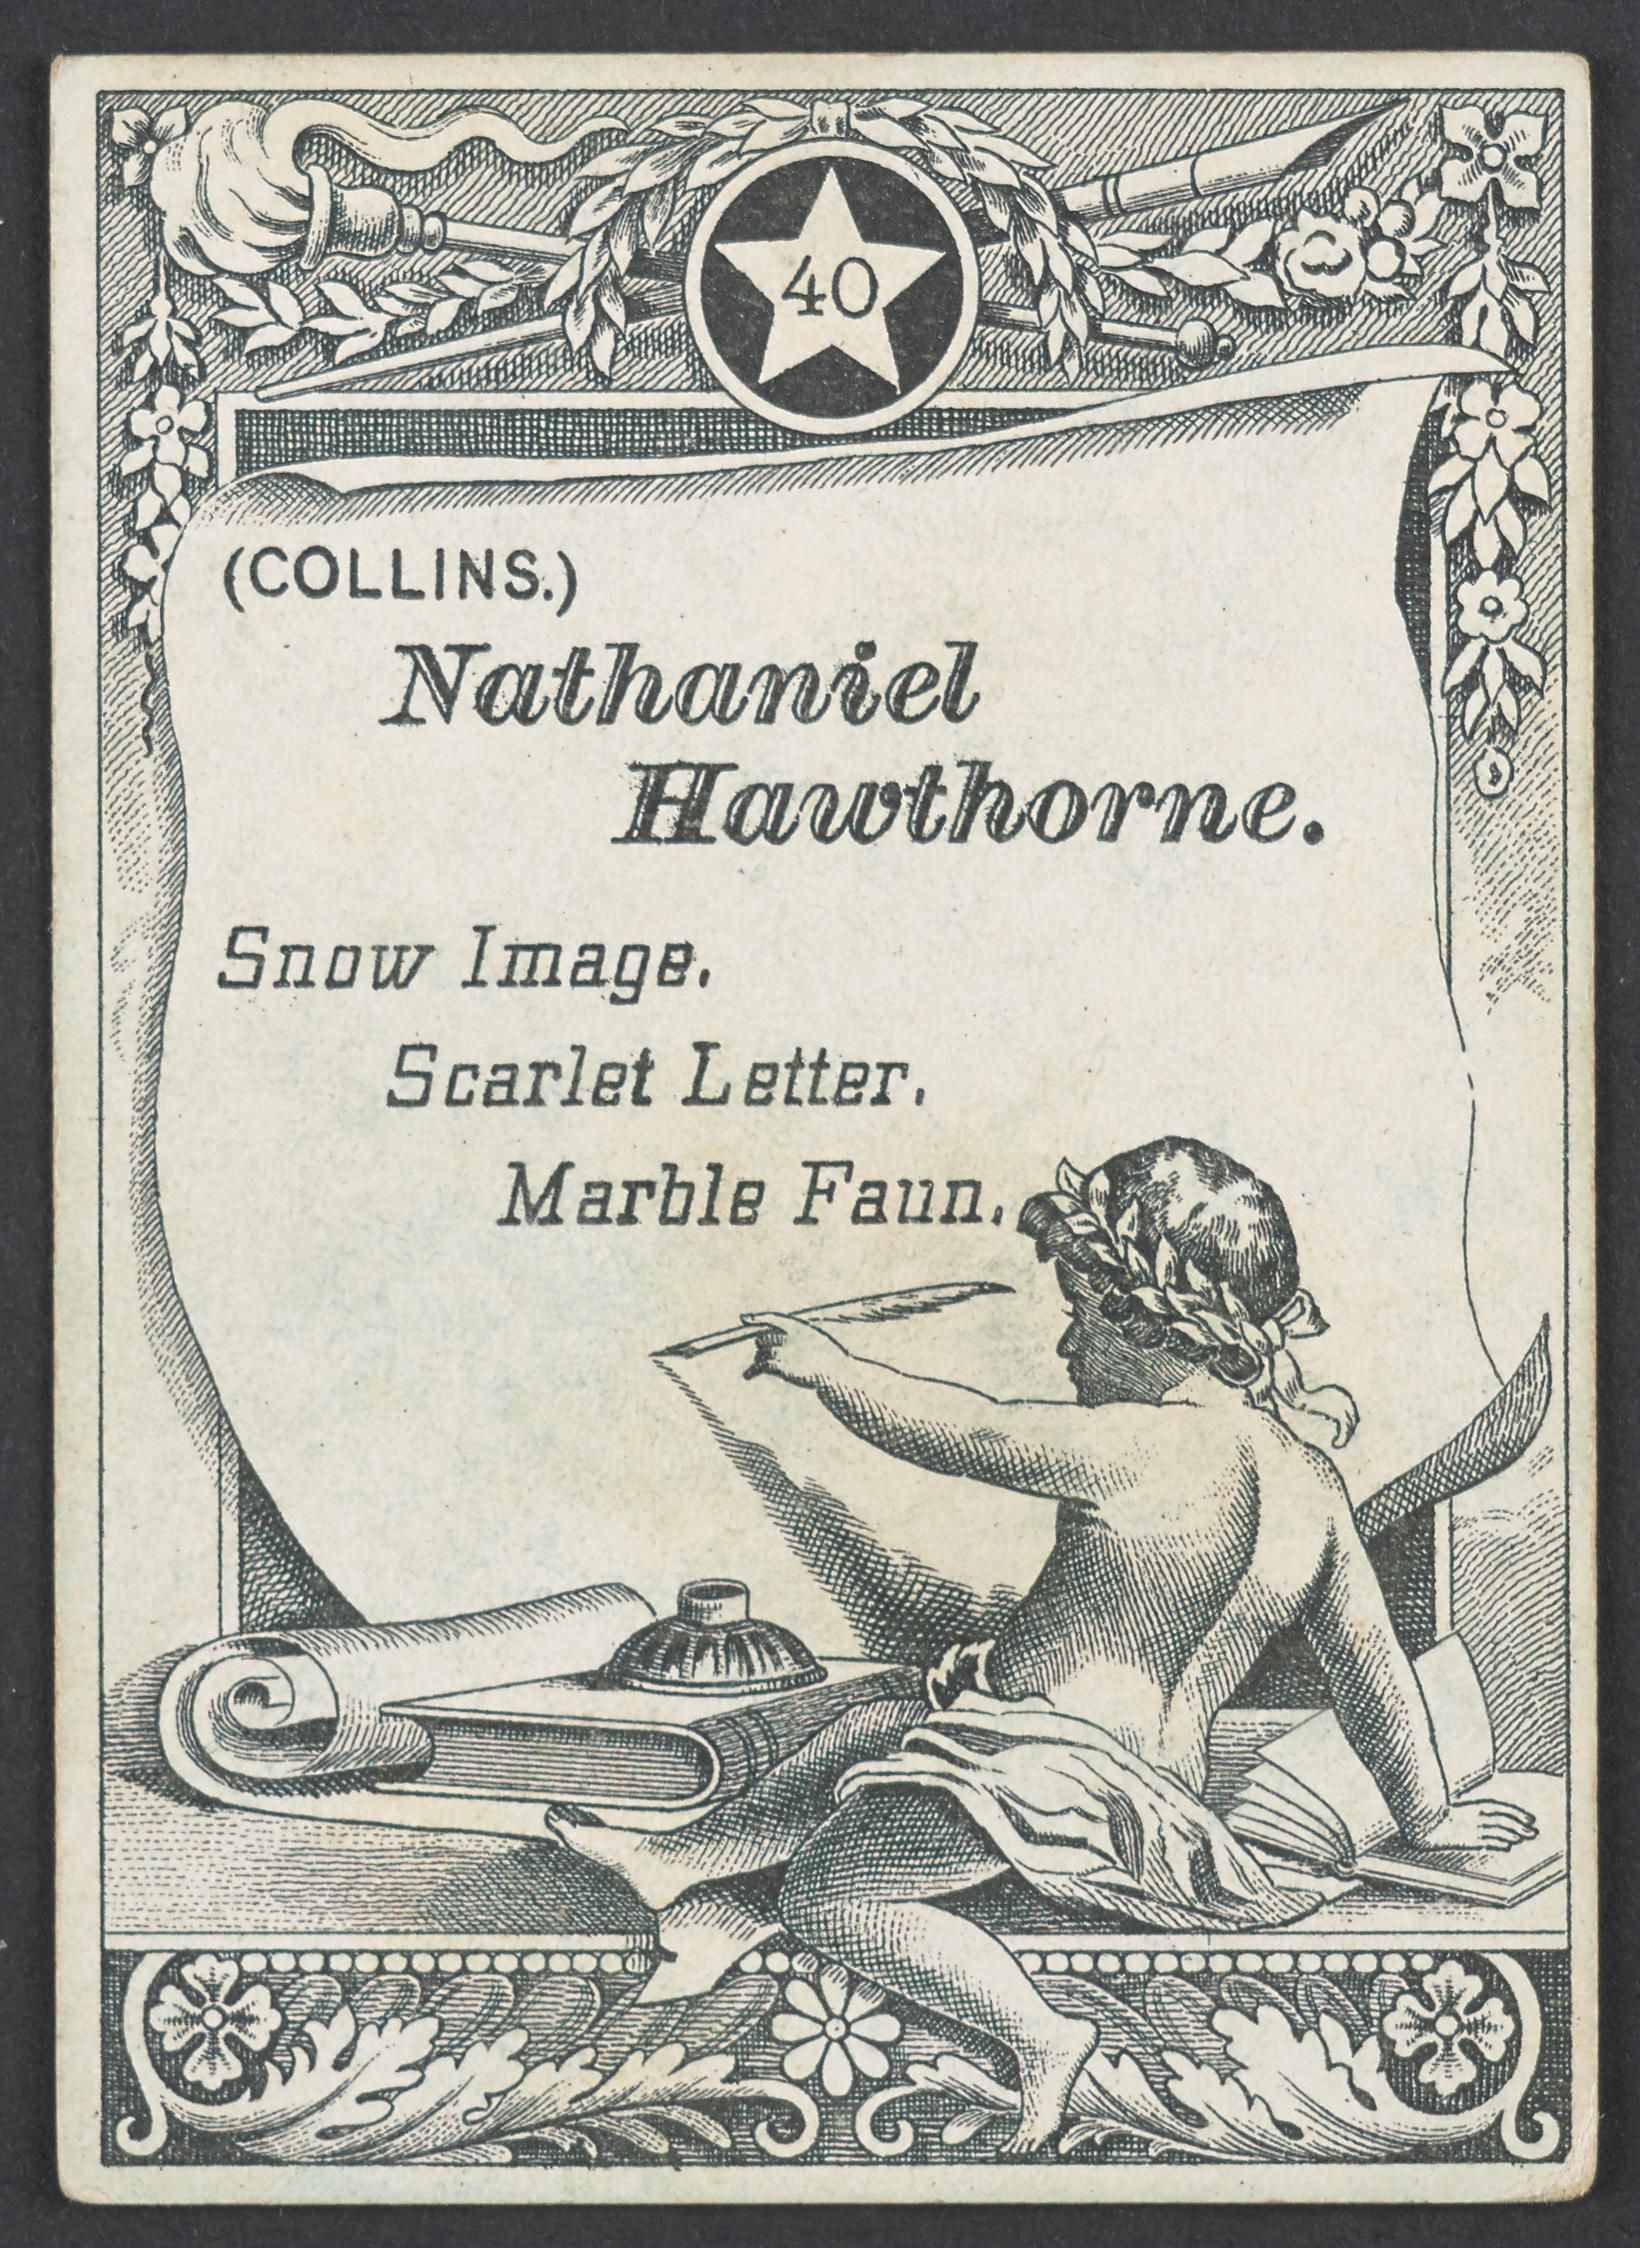 40
(COLLINS.)
Nathaniel
Hawthorne.
Snow Image.
Scarlet Letter.
Marble Faun.